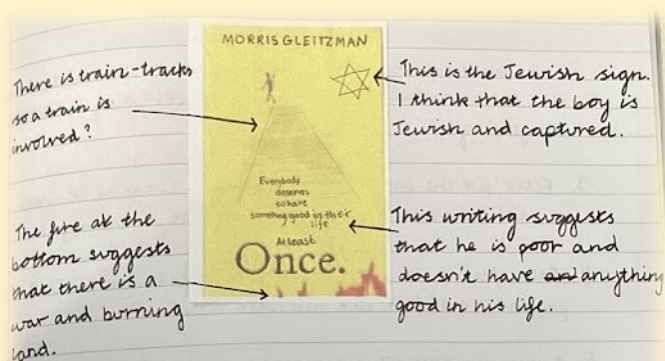 MORRIS GLEITZMAN
There is train-tracks
so a train is
involved?
This is the Jewish sign.
I think that the boy is
Jewish and captured.
Everybody
deserves
to have
something good in their
life
At least
Once.
The fire at the
bottom suggests
that there is a
war and burning
land.
This writing suggests
that he is poor and
doesn't have an anything
good in his life.